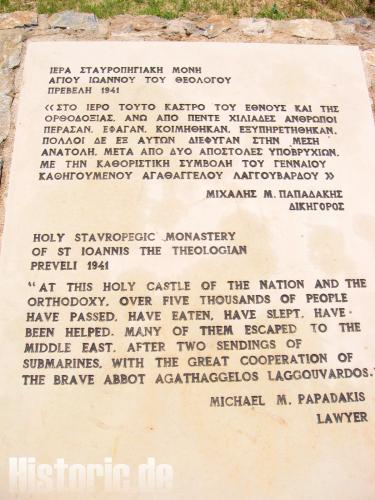 ΙΕΡΑ ΣΤΑΥΡΟΠΗΓΙΑΚΗ ΜΟΝΗ
ΑΓΙΟΥ ΙΩΑΝΝΟΥ ΤΟΥ ΘΕΟΛΟΓΟΥ
ΠΡΕΒΕΛΗ 1941
«ΣΤΟ ΙΕΡΟ ΤΟΥΤΟ ΚΑΣΤΡΟ ΤΟΥ ΕΘΝΟΥΣ ΚΑΙ ΤΗΣ
ΟΡΘΟΔΟΞΙΑΣ, ΑΝΩ ΑΠΟ ΠΕΝΤΕ ΧΙΛΙΑΔΕΣ ΑΝΘΡΩΠΟΙ
ΠΕΡΑΣΑΝ, ΕΦΑΓΑΝ, ΚΟΙΜΗΘΗΚΑΝ, ΕΞΥΠΗΡΕΤΗΘΗΚΑΝ.
ΠΟΛΛΟΙ ΔΕ ΕΞ ΑΥΤΩΝ ΔΙΕΦΥΓΑΝ ΣΤΗΝ ΜΕΣΗ
ΑΝΑΤΟΛΗ, ΜΕΤΑ ΑΠΟ ΔΥΟ ΑΠΟΣΤΟΛΕΣ ΥΠΟΒΡΥΧΙΩΝ,
ΜΕ ΤΗΝ ΚΑΘΟΡΙΣΤΙΚΗ ΣΥΜΒΟΛΗ ΤΟΥ ΓΕΝΝΑΙΟΥ
ΚΑΘΗΓΟΥΜΕΝΟΥ ΑΓΑΘΑΓΓΕΛΟΥ ΛΑΓΓΟΥΒΑΡΔΟΥ»
ΜΙΧΑΛΗΣ Μ. ΠΑΠΑΔΑΚΗΣ
ΔΙΚΗΓΟΡΟΣ
HOLY STAVROPEGIC MONASTERY
OF ST IOANNIS THE THEOLOGIAN
PREVELI 1941
"AT THIS HOLY CASTLE OF THE NATION AND THE
ORTHODOXY, OVER FIVE THOUSANDS OF PEOPLE
HAVE PASSED, HAVE EATEN, HAVE SLEPT, HAVE
BEEN HELPED. MANY OF THEM ESCAPED TO THE
MIDDLE EAST, AFTER TWO SENDINGS OF
SUBMARINES, WITH THE GREAT COOPERATION OF
THE BRAVE ABBOT AGATHAGGELOS LAGGOUVARDOS."
MICHAEL M. PAPADAKIS
LAWYER
Historic.de